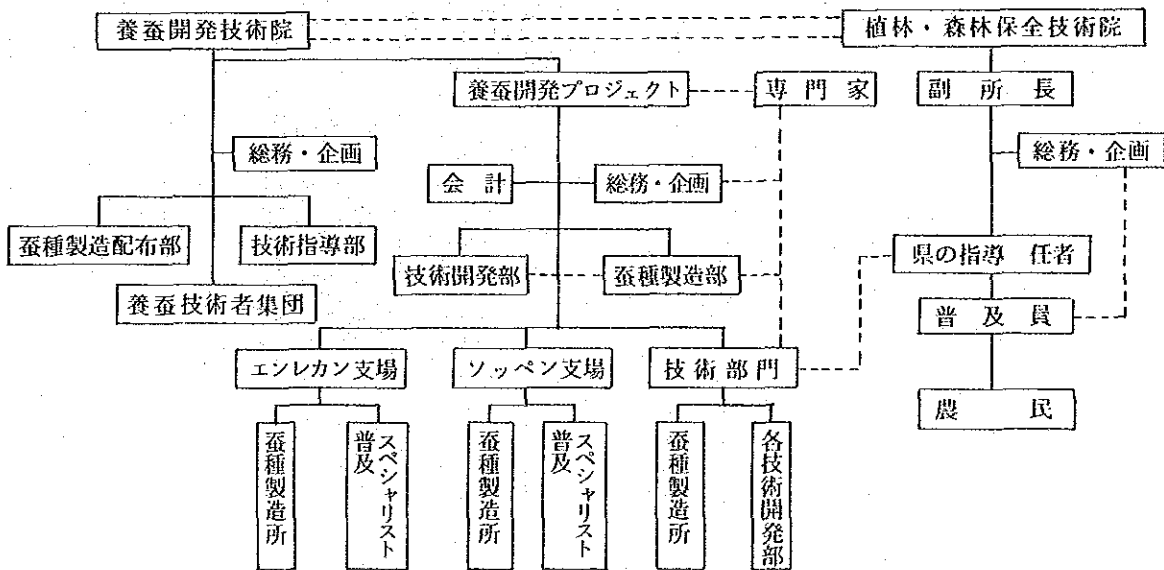 養蚕開発技術院
植林・森林保全技術院
養蚕開発プロジェクト
専門家
副所長
総務・企画
総務・企画
会計
総務・企画
蚕種製造配布部
技術指導部
技術開発部
蚕種製造部
県の指導 任者
養蚕技術者集団
普及員
エンレカン支場
ソッペン支場
技術部門
農民
蚕種製造所
普及
スペシャリスト
蚕種製造所
普及
スペシャリスト
蚕種製造所
各技術開発部